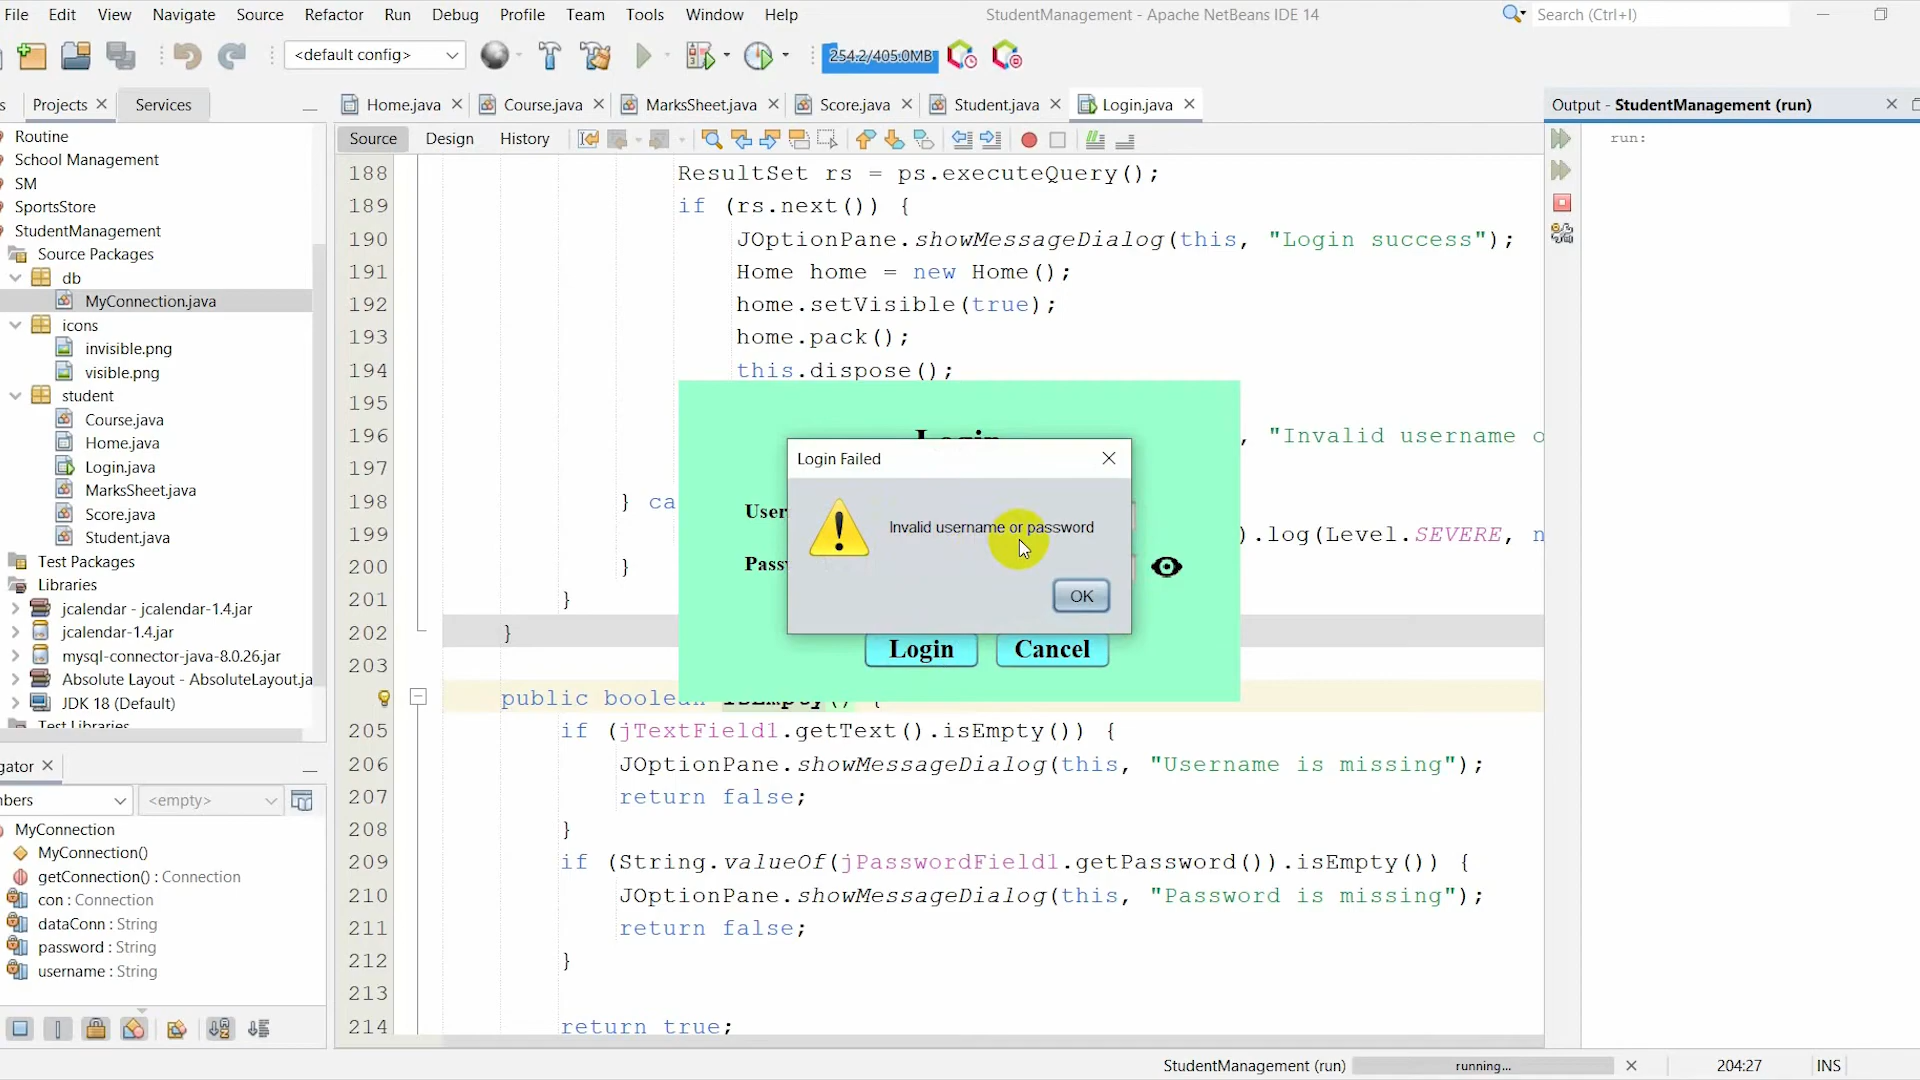 File Edit View Navigate Source Refactor Run Debug Profile Team Tools Window Help
StudentManagement - Apache NetBeans IDE 14
Search (Ctrl+I)
<default config>
254.2/405.0MB
Projects
Services
Home.java
Course.java
MarksSheet.java
Score.java
Student.java
Login.java
Output - StudentManagement (run)
Source Design History
run:
Routine
School Management
SM
SportsStore
StudentManagement
Source Packages
db
MyConnection.java
icons
invisible.png
visible.png
student
Course.java
Home.java
Login.java
MarksSheet.java
Score.java
Student.java
Test Packages
Libraries
jcalendar - jcalendar-1.4.jar
jcalendar-1.4.jar
mysql-connector-java-8.0.26.jar
Absolute Layout - AbsoluteLayout.ja
JDK 18 (Default)
Test Libraries
gator
nbers
<empty>
MyConnection
MyConnection()
getConnection() : Connection
con : Connection
dataConn : String
password : String
username : String
188 ResultSet rs = ps.executeQuery();
189 if (rs.next()) {
190 JOptionPane.showMessageDialog(this, "Login success");
191 Home home = new Home();
192 home.setVisible(true);
193 home.pack();
194 this.dispose();
195
196 , "Invalid username o
197
198 } ca
199 ).log(Level.SEVERE, n
200 }
201 }
202 }
203
public boolean isEmpty() {
205 if (jTextField1.getText().isEmpty()) {
206 JOptionPane.showMessageDialog(this, "Username is missing");
207 return false;
208 }
209 if (String.valueOf(jPasswordField1.getPassword()).isEmpty()) {
210 JOptionPane.showMessageDialog(this, "Password is missing");
211 return false;
212 }
213
214 return true;
Login
User
Passw
Login Failed
Invalid username or password
OK
Login
Cancel
StudentManagement (run)
running...
204:27
INS